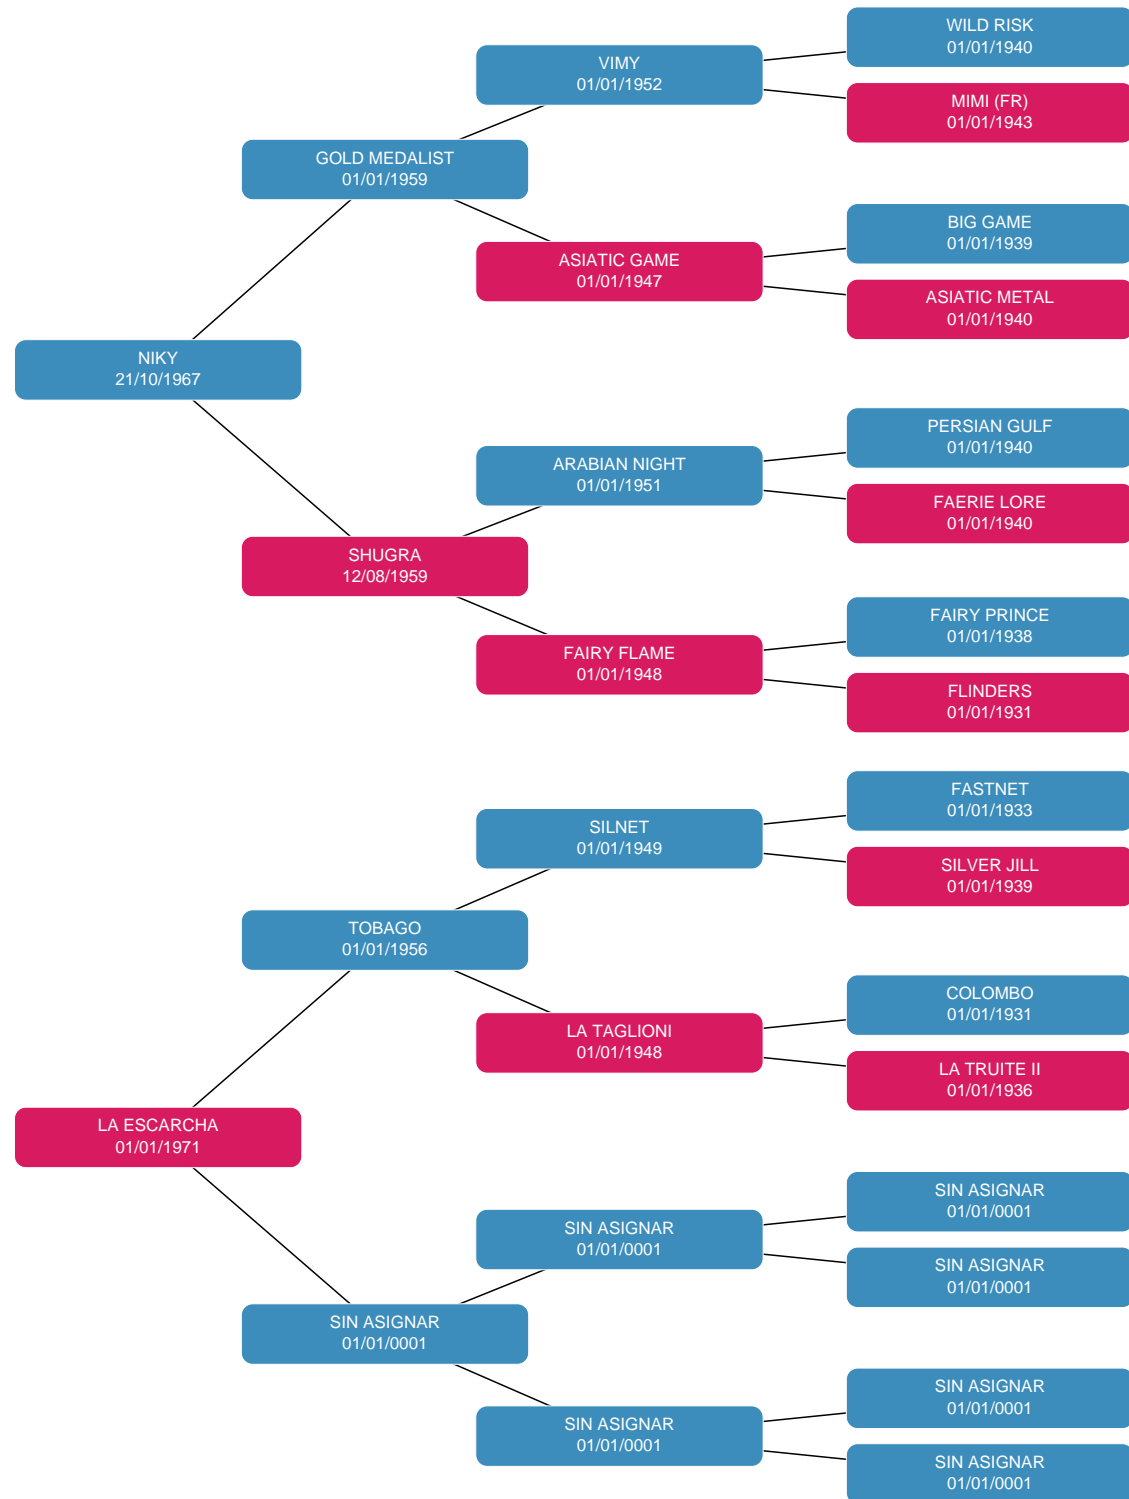 WILD RISK
01/01/1940
VIMY
01/01/1952
MIMI (FR)
01/01/1943
GOLD MEDALIST
01/01/1959
BIG GAME
01/01/1939
ASIATIC GAME
01/01/1947
ASIATIC METAL
01/01/1940
NIKY
21/10/1967
PERSIAN GULF
01/01/1940
ARABIAN NIGHT
01/01/1951
FAERIE LORE
01/01/1940
SHUGRA
12/08/1959
FAIRY PRINCE
01/01/1938
FAIRY FLAME
01/01/1948
FLINDERS
01/01/1931
FASTNET
01/01/1933
SILNET
01/01/1949
SILVER JILL
01/01/1939
TOBAGO
01/01/1956
COLOMBO
01/01/1931
LA TAGLIONI
01/01/1948
LA TRUITE II
01/01/1936
LA ESCARCHA
01/01/1971
SIN ASIGNAR
01/01/0001
SIN ASIGNAR
01/01/0001
SIN ASIGNAR
01/01/0001
SIN ASIGNAR
01/01/0001
SIN ASIGNAR
01/01/0001
SIN ASIGNAR
01/01/0001
SIN ASIGNAR
01/01/0001